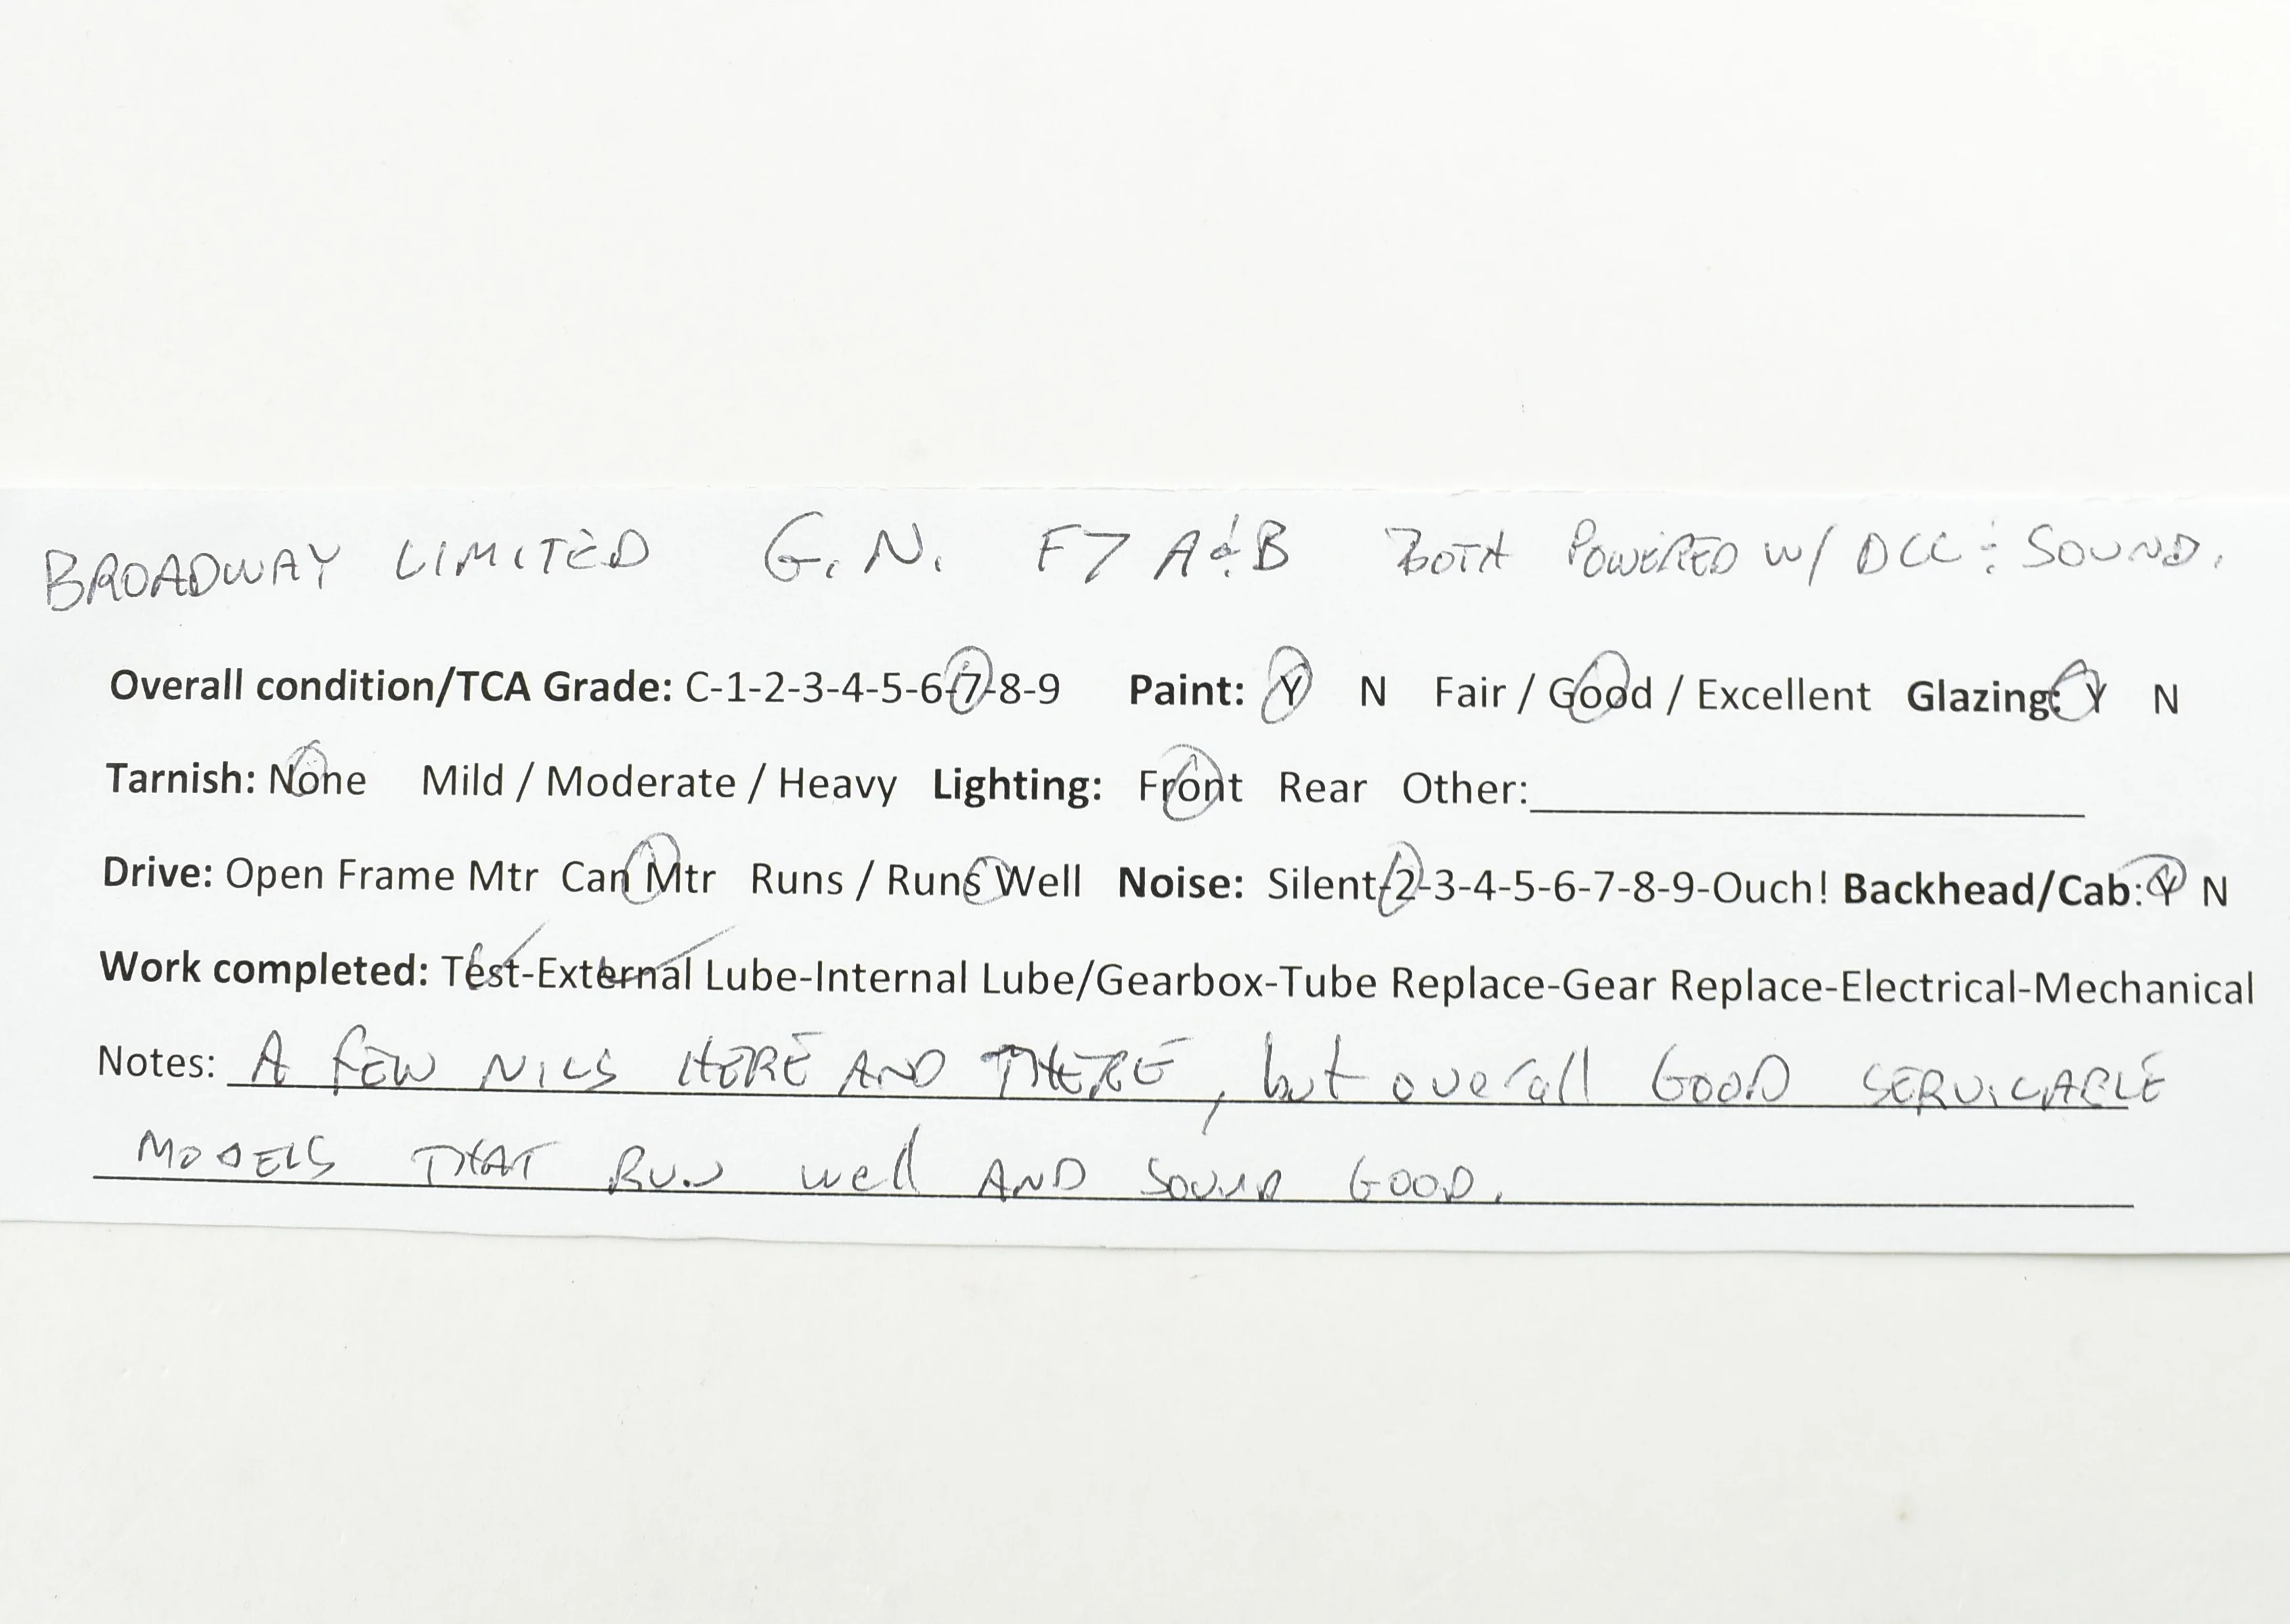 BROADWAY LIMITED G.N. F7 A&B BOTH POWERED W/ DCC & SOUND.
Overall condition/TCA Grade: C-1-2-3-4-5-6-7-8-9 Paint: Y N Fair / Good / Excellent Glazing: Y N
Tarnish: None Mild / Moderate / Heavy Lighting: Front Rear Other:
Drive: Open Frame Mtr Can Mtr Runs / Runs Well Noise: Silent-2-3-4-5-6-7-8-9-Ouch! Backhead/Cab: Y N
Work completed: Test-External Lube-Internal Lube/Gearbox-Tube Replace-Gear Replace-Electrical-Mechanical
Notes: A FEW NICS HERE AND THERE, but overall GOOD SERVICABLE
MODELS THAT RUN well AND SOUND GOOD.